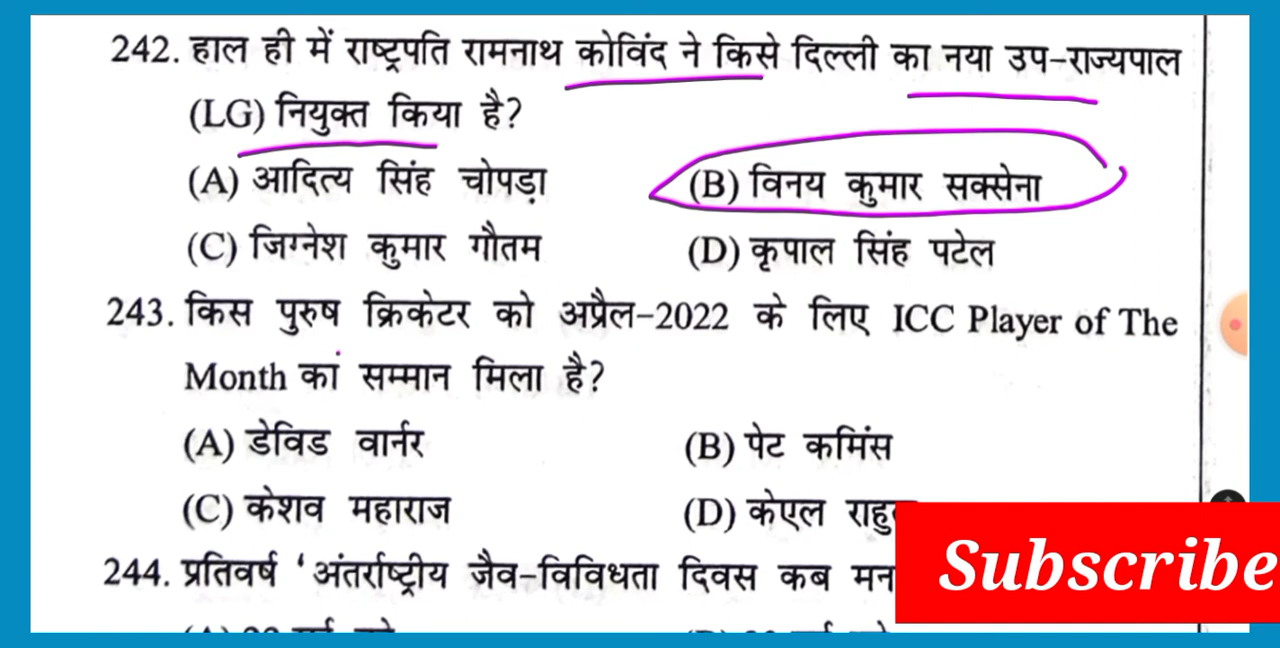 242. हाल ही में राष्ट्रपति रामनाथ कोविंद ने किसे दिल्ली का नया उप-राज्यपाल
(LG) नियुक्त किया है?
(A) आदित्य सिंह चोपड़ा (B) विनय कुमार सक्सेना
(C) जिग्नेश कुमार गौतम (D) कृपाल सिंह पटेल
243. किस पुरुष क्रिकेटर को अप्रैल-2022 के लिए ICC Player of The
Month का सम्मान मिला है?
(A) डेविड वार्नर (B) पेट कमिंस
(C) केशव महाराज (D) केएल
244. प्रतिवर्ष ‘अंतर्राष्ट्रीय जैव-विविधता दिवस कब
Subscribe